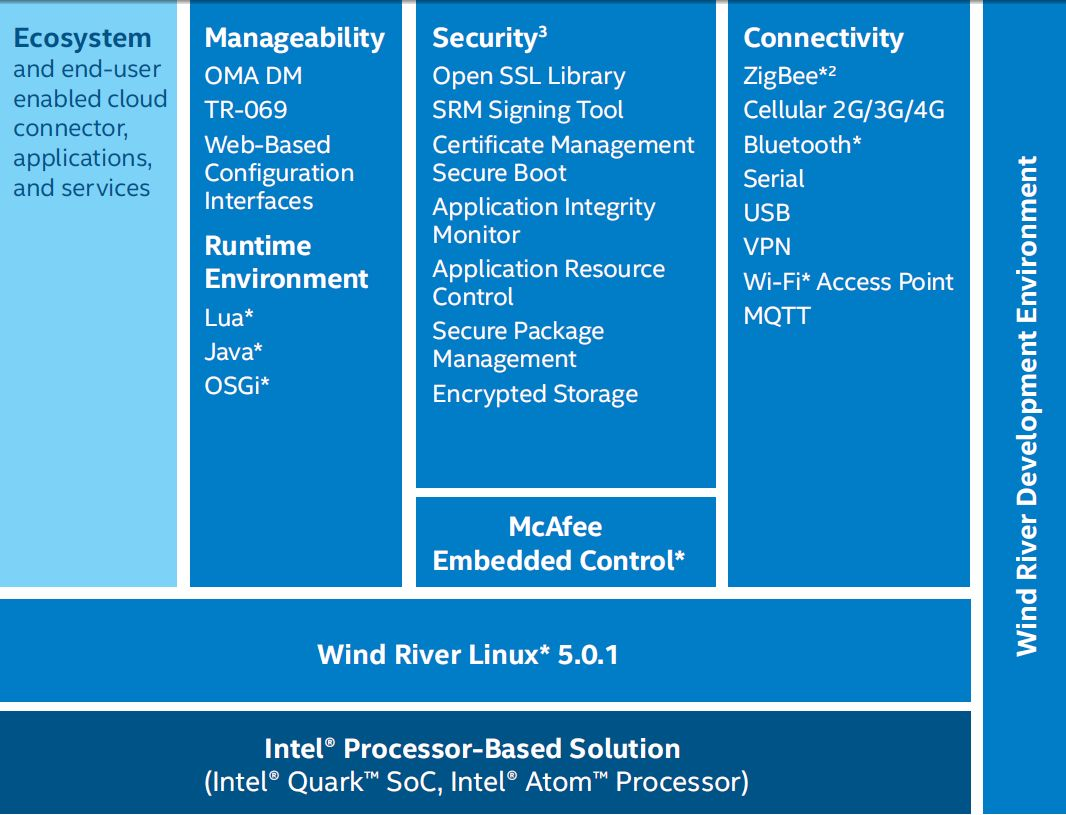 Ecosystem
and end-user
enabled cloud
connector,
applications,
and services
Manageability
OMA DM
TR-069
Web-Based
Configuration
Interfaces
Runtime
Environment
Lua*
Java*
OSGi*
Security³
Open SSL Library
SRM Signing Tool
Certificate Management
Secure Boot
Application Integrity
Monitor
Application Resource
Control
Secure Package
Management
Encrypted Storage
McAfee
Embedded Control*
Connectivity
ZigBee*²
Cellular 2G/3G/4G
Bluetooth*
Serial
USB
VPN
Wi-Fi* Access Point
MQTT
Wind River Development Environment
Wind River Linux* 5.0.1
Intel® Processor-Based Solution
(Intel® Quark™ SoC, Intel® Atom™ Processor)